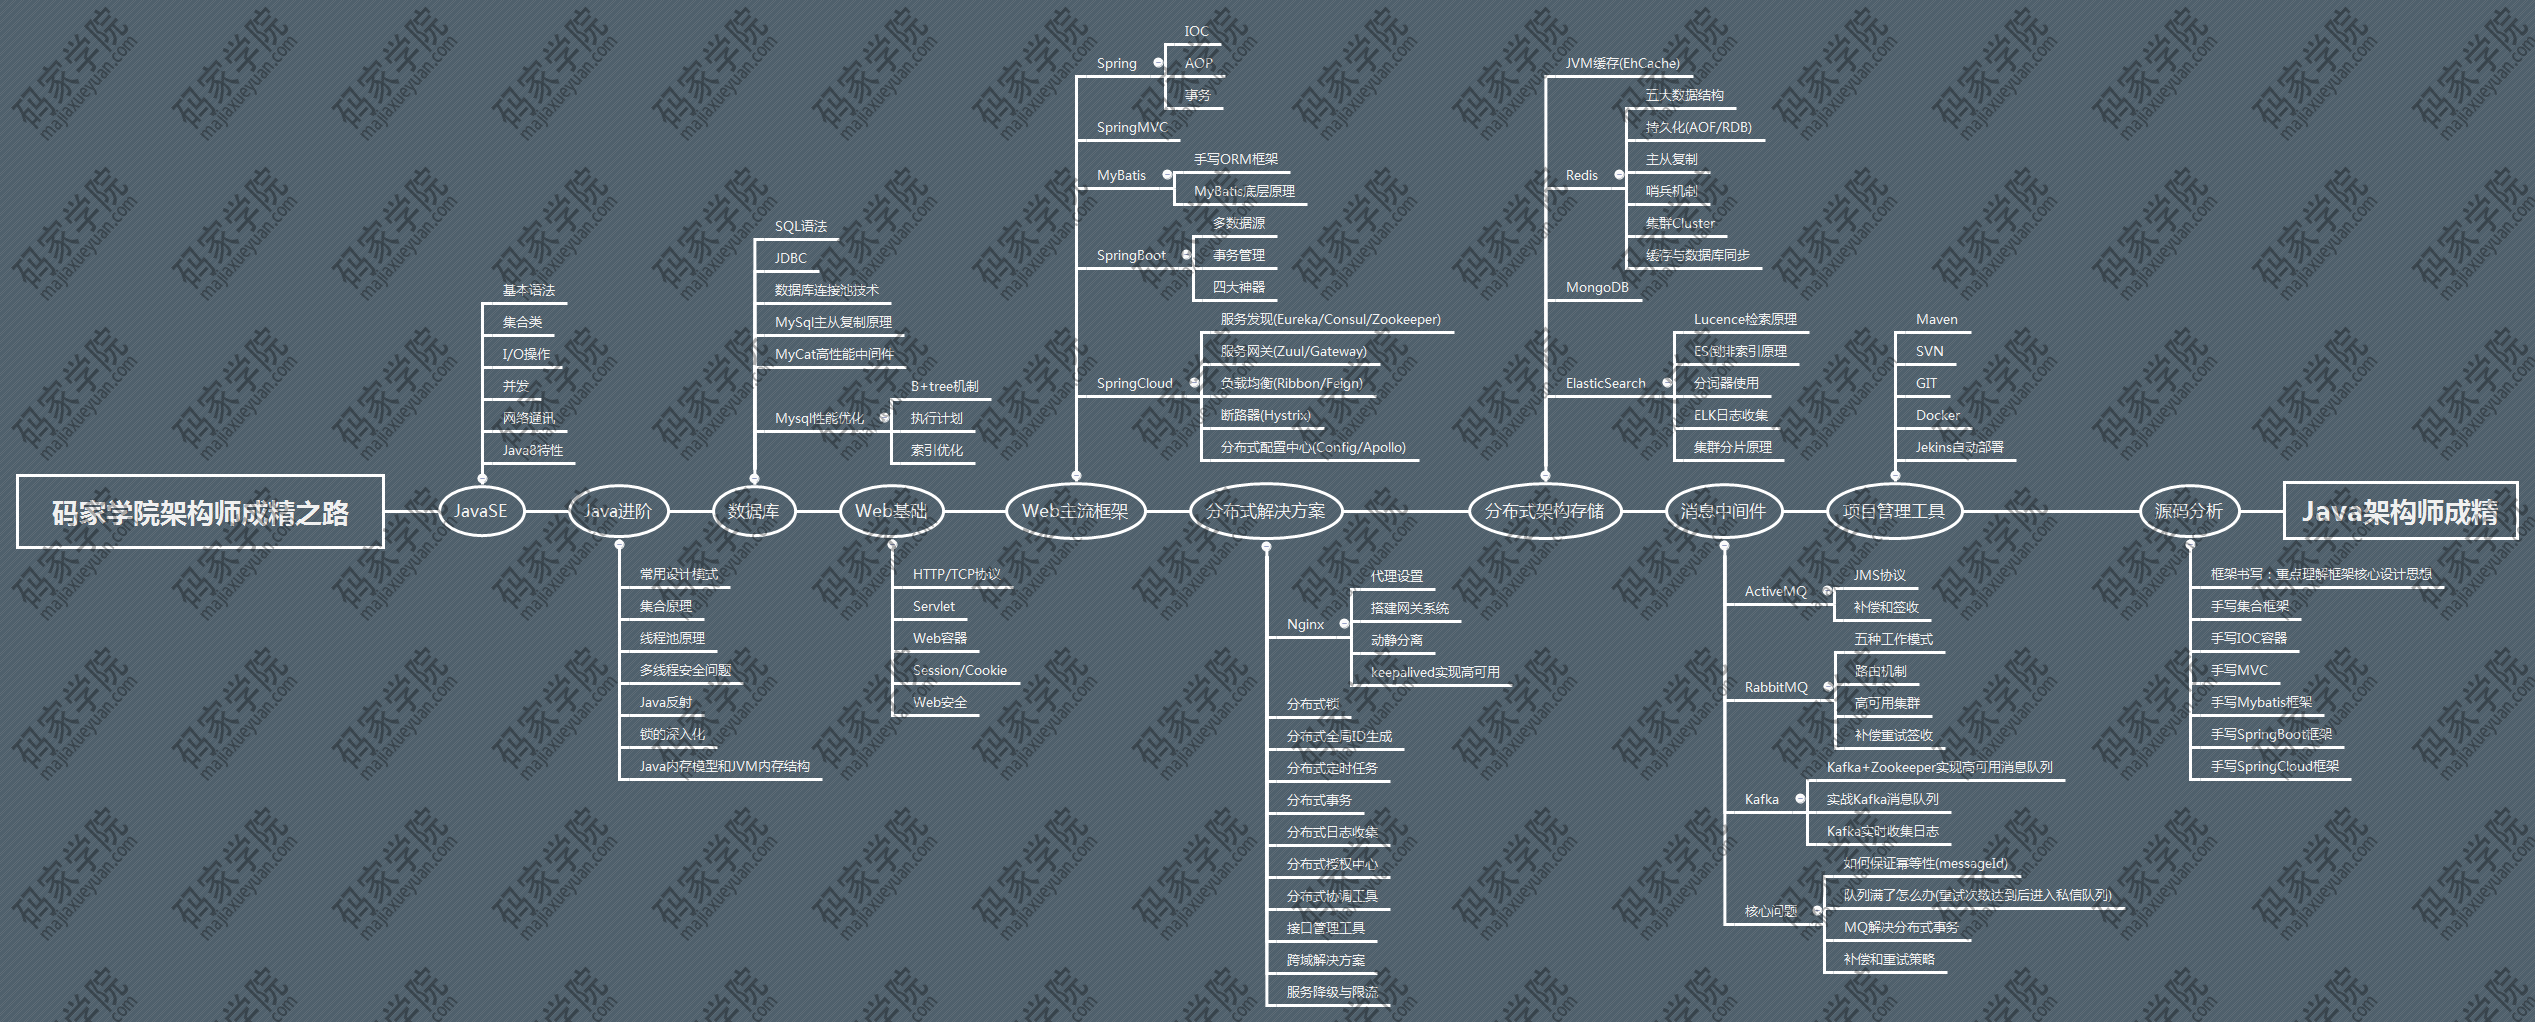 码家学院架构师成精之路
JavaSE
基本语法
集合类
I/O操作
并发
网络通讯
Java8特性
Java进阶
常用设计模式
集合原理
线程池原理
多线程安全问题
Java反射
锁的深入化
Java内存模型和JVM内存结构
数据库
SQL语法
JDBC
数据库连接池技术
MySql主从复制原理
MyCat高性能中间件
Mysql性能优化
B+tree机制
执行计划
索引优化
Web基础
HTTP/TCP协议
Servlet
Web容器
Session/Cookie
Web安全
Web主流框架
Spring
IOC
AOP
事务
SpringMVC
MyBatis
手写ORM框架
MyBatis底层原理
SpringBoot
多数据源
事务管理
四大神器
SpringCloud
服务发现(Eureka/Consul/Zookeeper)
服务网关(Zuul/Gateway)
负载均衡(Ribbon/Feign)
断路器(Hystrix)
分布式配置中心(Config/Apollo)
分布式解决方案
Nginx
代理设置
搭建网关系统
动静分离
keepalived实现高可用
分布式锁
分布式全局ID生成
分布式定时任务
分布式事务
分布式日志收集
分布式授权中心
分布式协调工具
接口管理工具
跨域解决方案
服务降级与限流
分布式架构存储
JVM缓存(EhCache)
Redis
五大数据结构
持久化(AOF/RDB)
主从复制
哨兵机制
集群Cluster
缓存与数据库同步
MongoDB
ElasticSearch
Lucence检索原理
ES倒排索引原理
分词器使用
ELK日志收集
集群分片原理
消息中间件
ActiveMQ
JMS协议
补偿和签收
RabbitMQ
五种工作模式
路由机制
高可用集群
补偿重试签收
Kafka
Kafka+Zookeeper实现高可用消息队列
实战Kafka消息队列
Kafka实时收集日志
核心问题
如何保证幂等性(messageId)
队列满了怎么办(重试次数达到后进入私信队列)
MQ解决分布式事务
补偿和重试策略
项目管理工具
Maven
SVN
GIT
Docker
Jekins自动部署
源码分析
框架书写：重点理解框架核心设计思想
手写集合框架
手写IOC容器
手写MVC
手写Mybatis框架
手写SpringBoot框架
手写SpringCloud框架
Java架构师成精
码家学院
majiaxueyuan.com